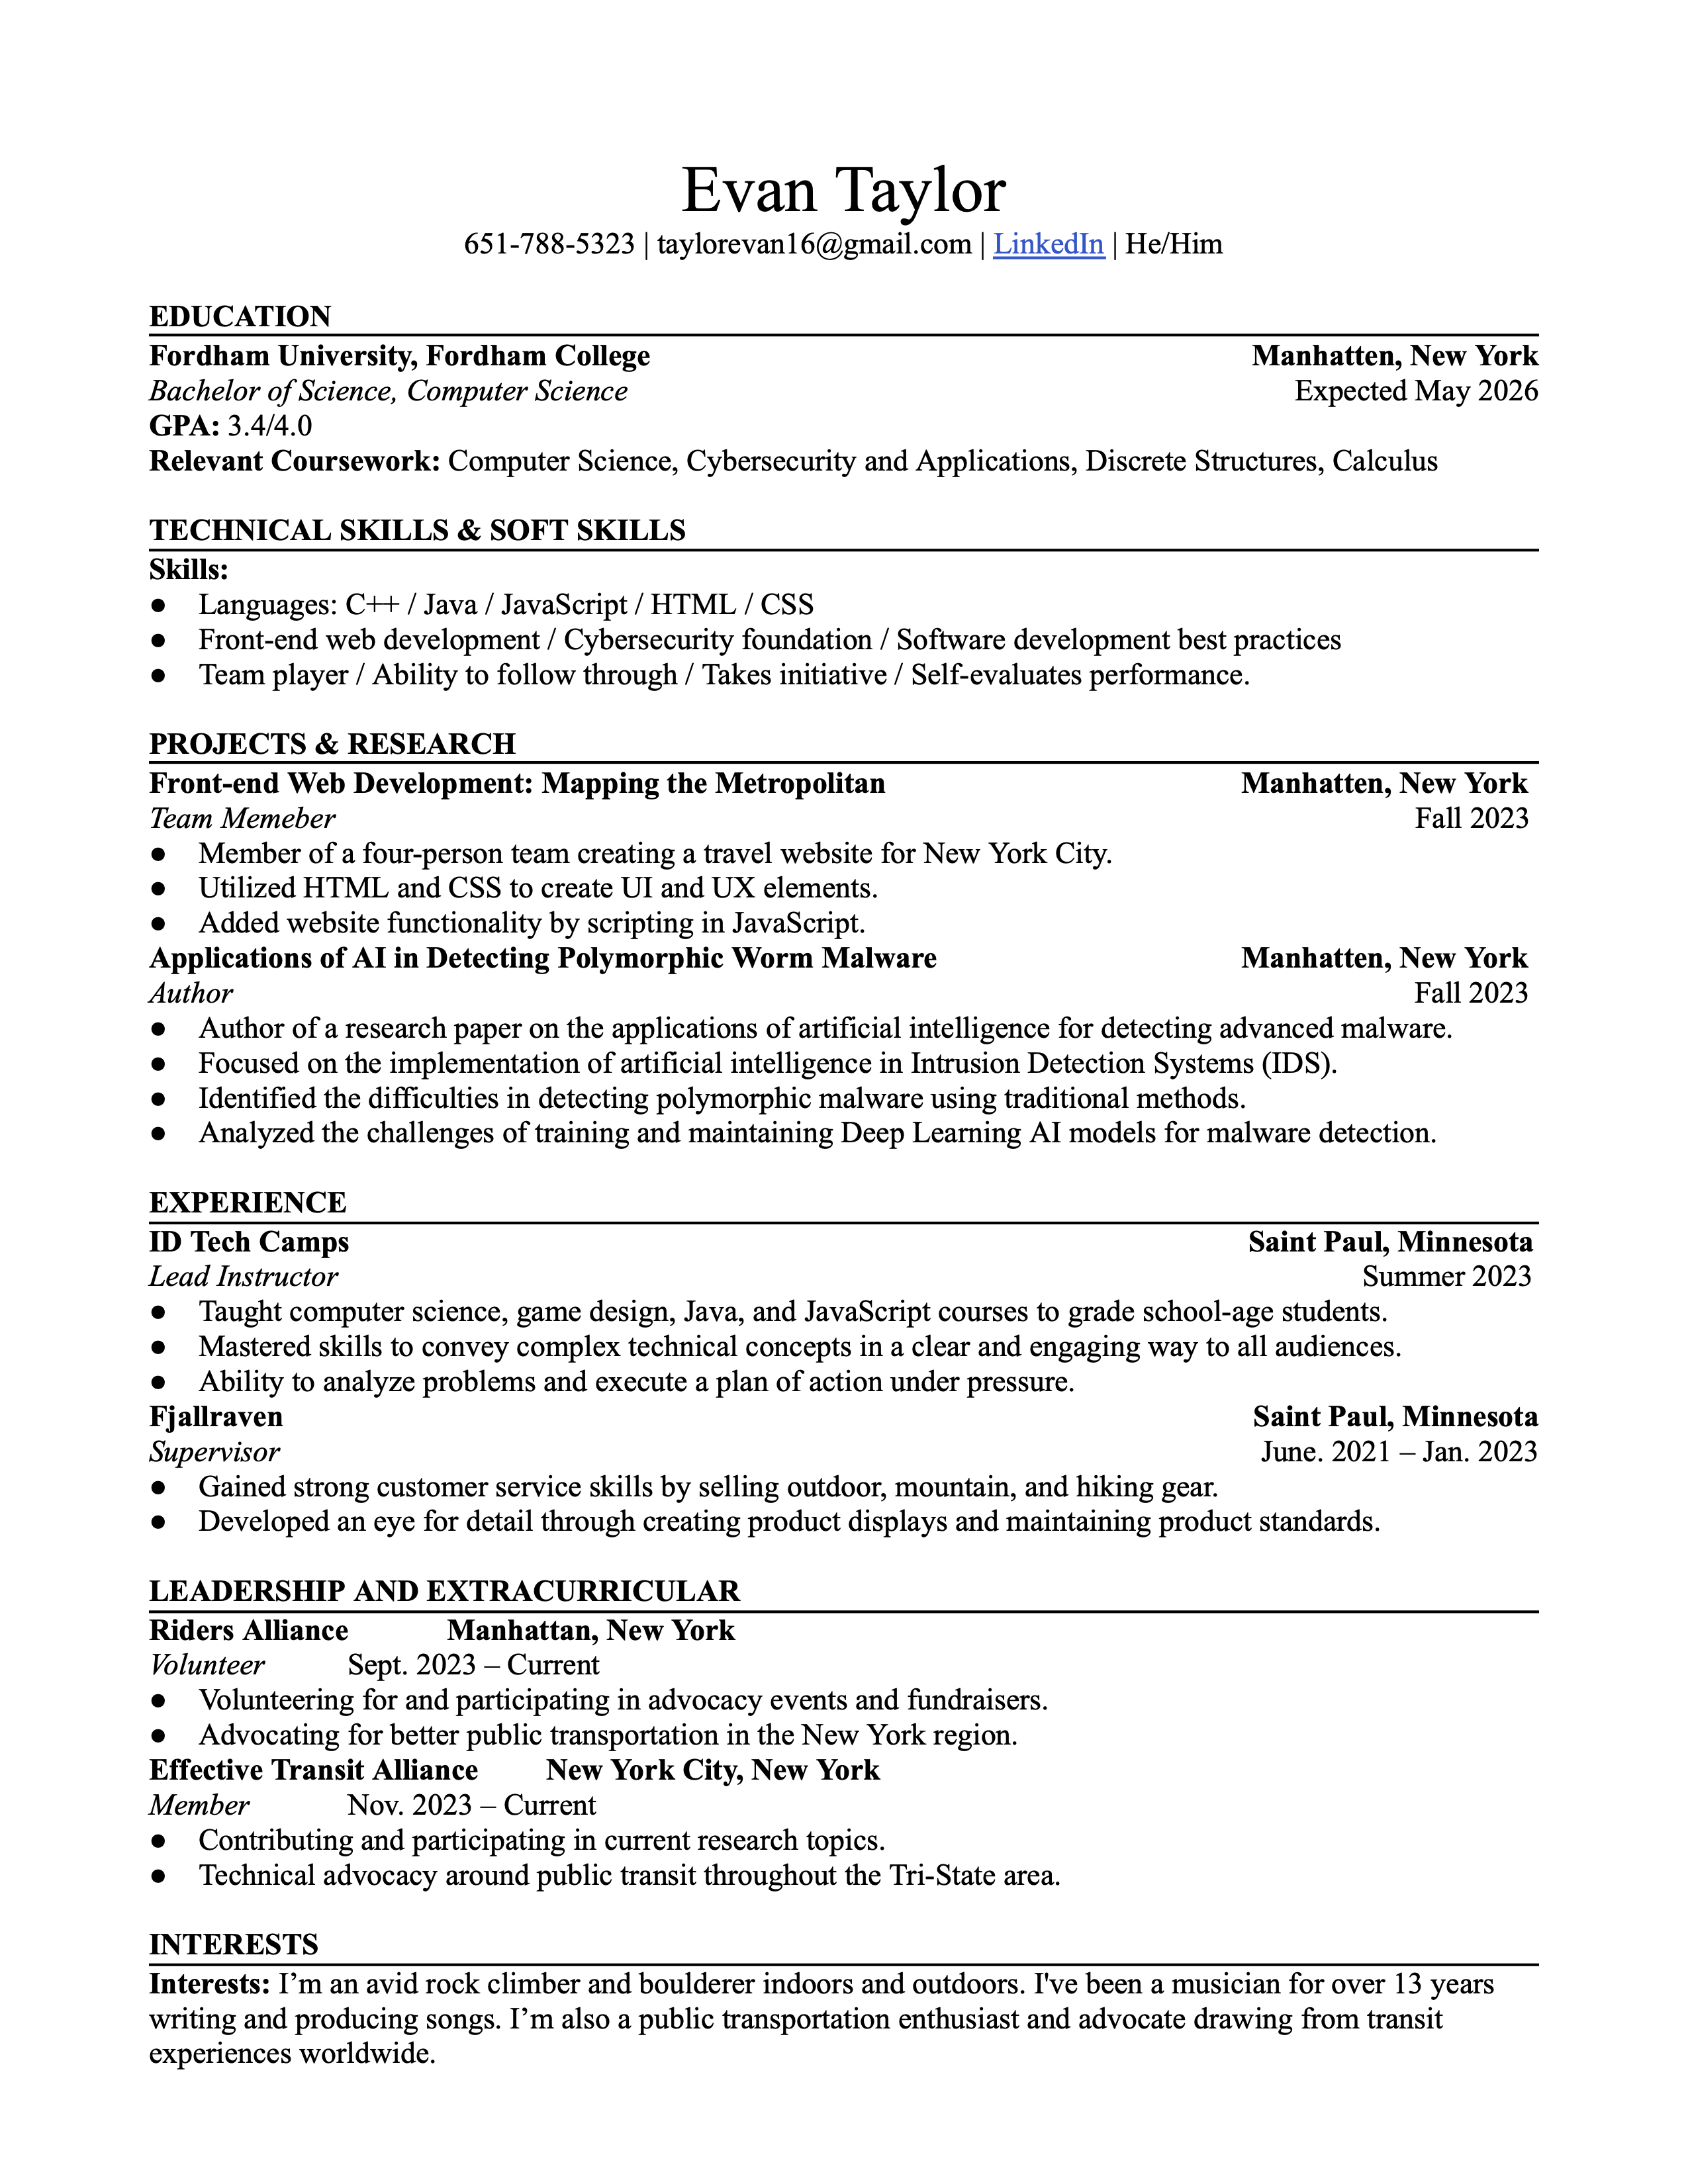 Evan Taylor
651-788-5323 | taylorevan16@gmail.com | LinkedIn | He/Him
EDUCATION
Fordham University, Fordham College Manhatten, New York
Bachelor of Science, Computer Science Expected May 2026
GPA: 3.4/4.0
Relevant Coursework: Computer Science, Cybersecurity and Applications, Discrete Structures, Calculus
TECHNICAL SKILLS & SOFT SKILLS
Skills:
● Languages: C++ / Java / JavaScript / HTML / CSS
● Front-end web development / Cybersecurity foundation / Software development best practices
● Team player / Ability to follow through / Takes initiative / Self-evaluates performance.
PROJECTS & RESEARCH
Front-end Web Development: Mapping the Metropolitan Manhatten, New York
Team Memeber Fall 2023
● Member of a four-person team creating a travel website for New York City.
● Utilized HTML and CSS to create UI and UX elements.
● Added website functionality by scripting in JavaScript.
Applications of AI in Detecting Polymorphic Worm Malware Manhatten, New York
Author Fall 2023
● Author of a research paper on the applications of artificial intelligence for detecting advanced malware.
● Focused on the implementation of artificial intelligence in Intrusion Detection Systems (IDS).
● Identified the difficulties in detecting polymorphic malware using traditional methods.
● Analyzed the challenges of training and maintaining Deep Learning AI models for malware detection.
EXPERIENCE
ID Tech Camps Saint Paul, Minnesota
Lead Instructor Summer 2023
● Taught computer science, game design, Java, and JavaScript courses to grade school-age students.
● Mastered skills to convey complex technical concepts in a clear and engaging way to all audiences.
● Ability to analyze problems and execute a plan of action under pressure.
Fjallraven Saint Paul, Minnesota
Supervisor June. 2021 – Jan. 2023
● Gained strong customer service skills by selling outdoor, mountain, and hiking gear.
● Developed an eye for detail through creating product displays and maintaining product standards.
LEADERSHIP AND EXTRACURRICULAR
Riders Alliance Manhattan, New York
Volunteer Sept. 2023 – Current
● Volunteering for and participating in advocacy events and fundraisers.
● Advocating for better public transportation in the New York region.
Effective Transit Alliance New York City, New York
Member Nov. 2023 – Current
● Contributing and participating in current research topics.
● Technical advocacy around public transit throughout the Tri-State area.
INTERESTS
Interests: I’m an avid rock climber and boulderer indoors and outdoors. I've been a musician for over 13 years
writing and producing songs. I’m also a public transportation enthusiast and advocate drawing from transit
experiences worldwide.